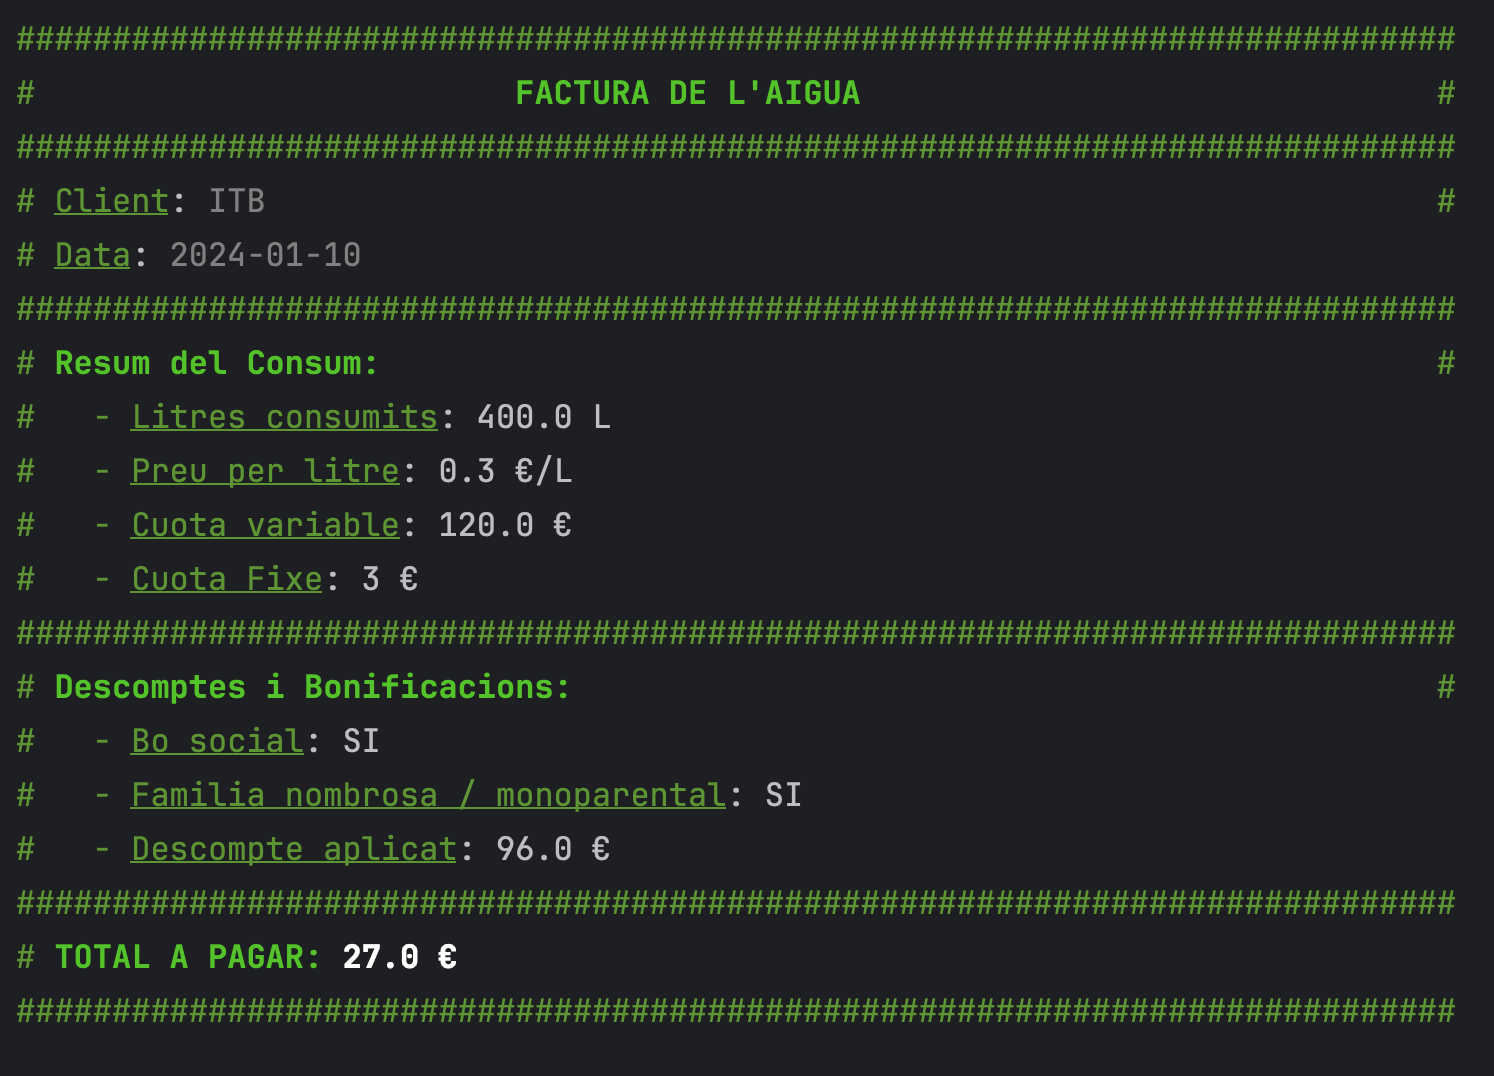 ###########################################################################
#                         FACTURA DE L'AIGUA                              #
###########################################################################
# Client: ITB                                                             #
# Data: 2024-01-10
###########################################################################
# Resum del Consum:                                                       #
#   - Litres consumits: 400.0 L
#   - Preu per litre: 0.3 €/L
#   - Cuota variable: 120.0 €
#   - Cuota Fixe: 3 €
###########################################################################
# Descomptes i Bonificacions:                                             #
#   - Bo social: SI
#   - Familia nombrosa / monoparental: SI
#   - Descompte aplicat: 96.0 €
###########################################################################
# TOTAL A PAGAR: 27.0 €
###########################################################################